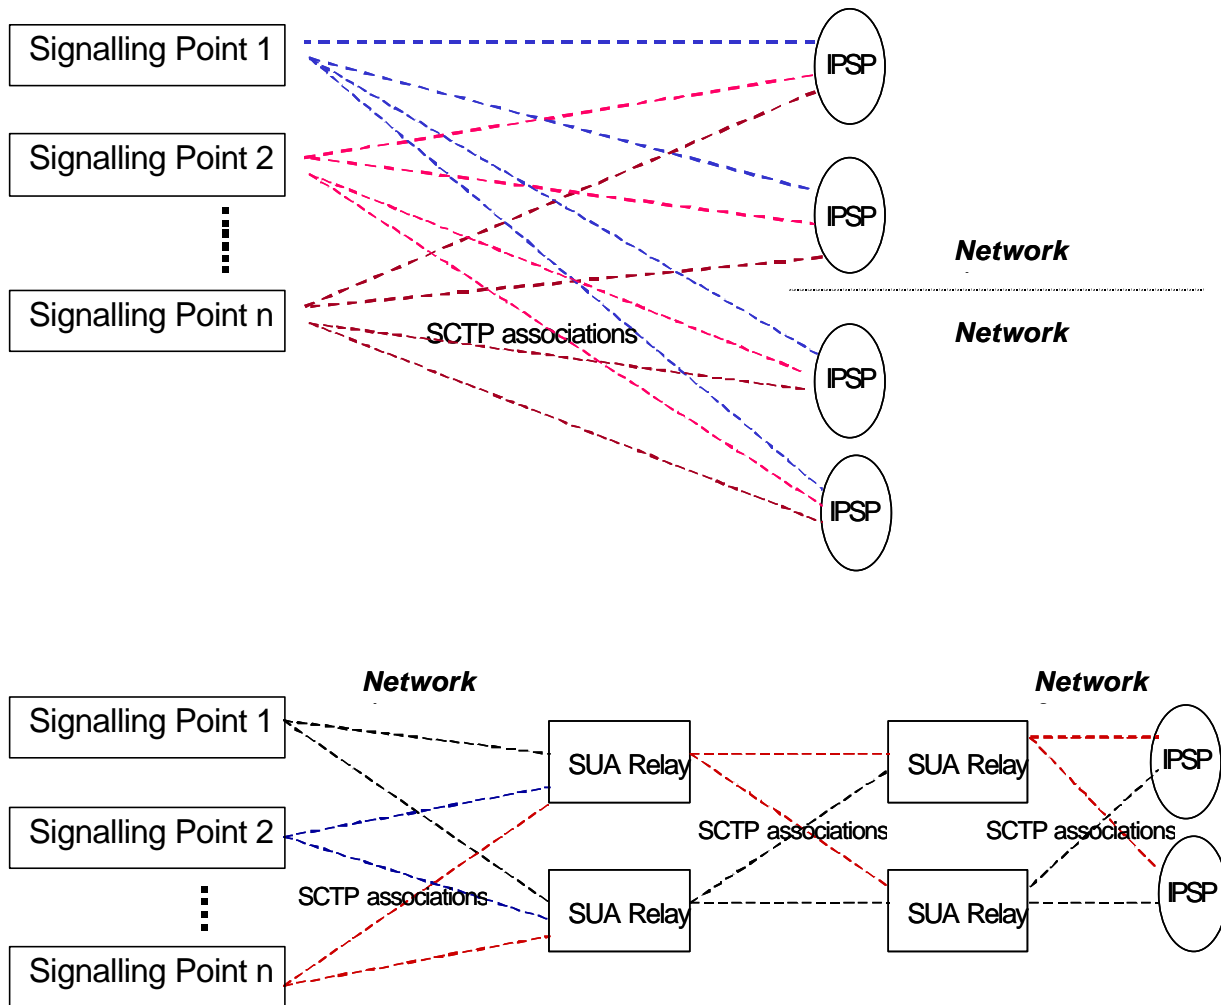 Signalling Point 1
IPSP
Signalling Point 2
IPSP
Network
Signalling Point n
SCTP associations
Network
IPSP
IPSP
Network
Network
Signalling Point 1
SUA Relay
SUA Relay
IPSP
Signalling Point 2
SCTP associations
SCTP associations
SCTP associations
SUA Relay
SUA Relay
IPSP
Signalling Point n